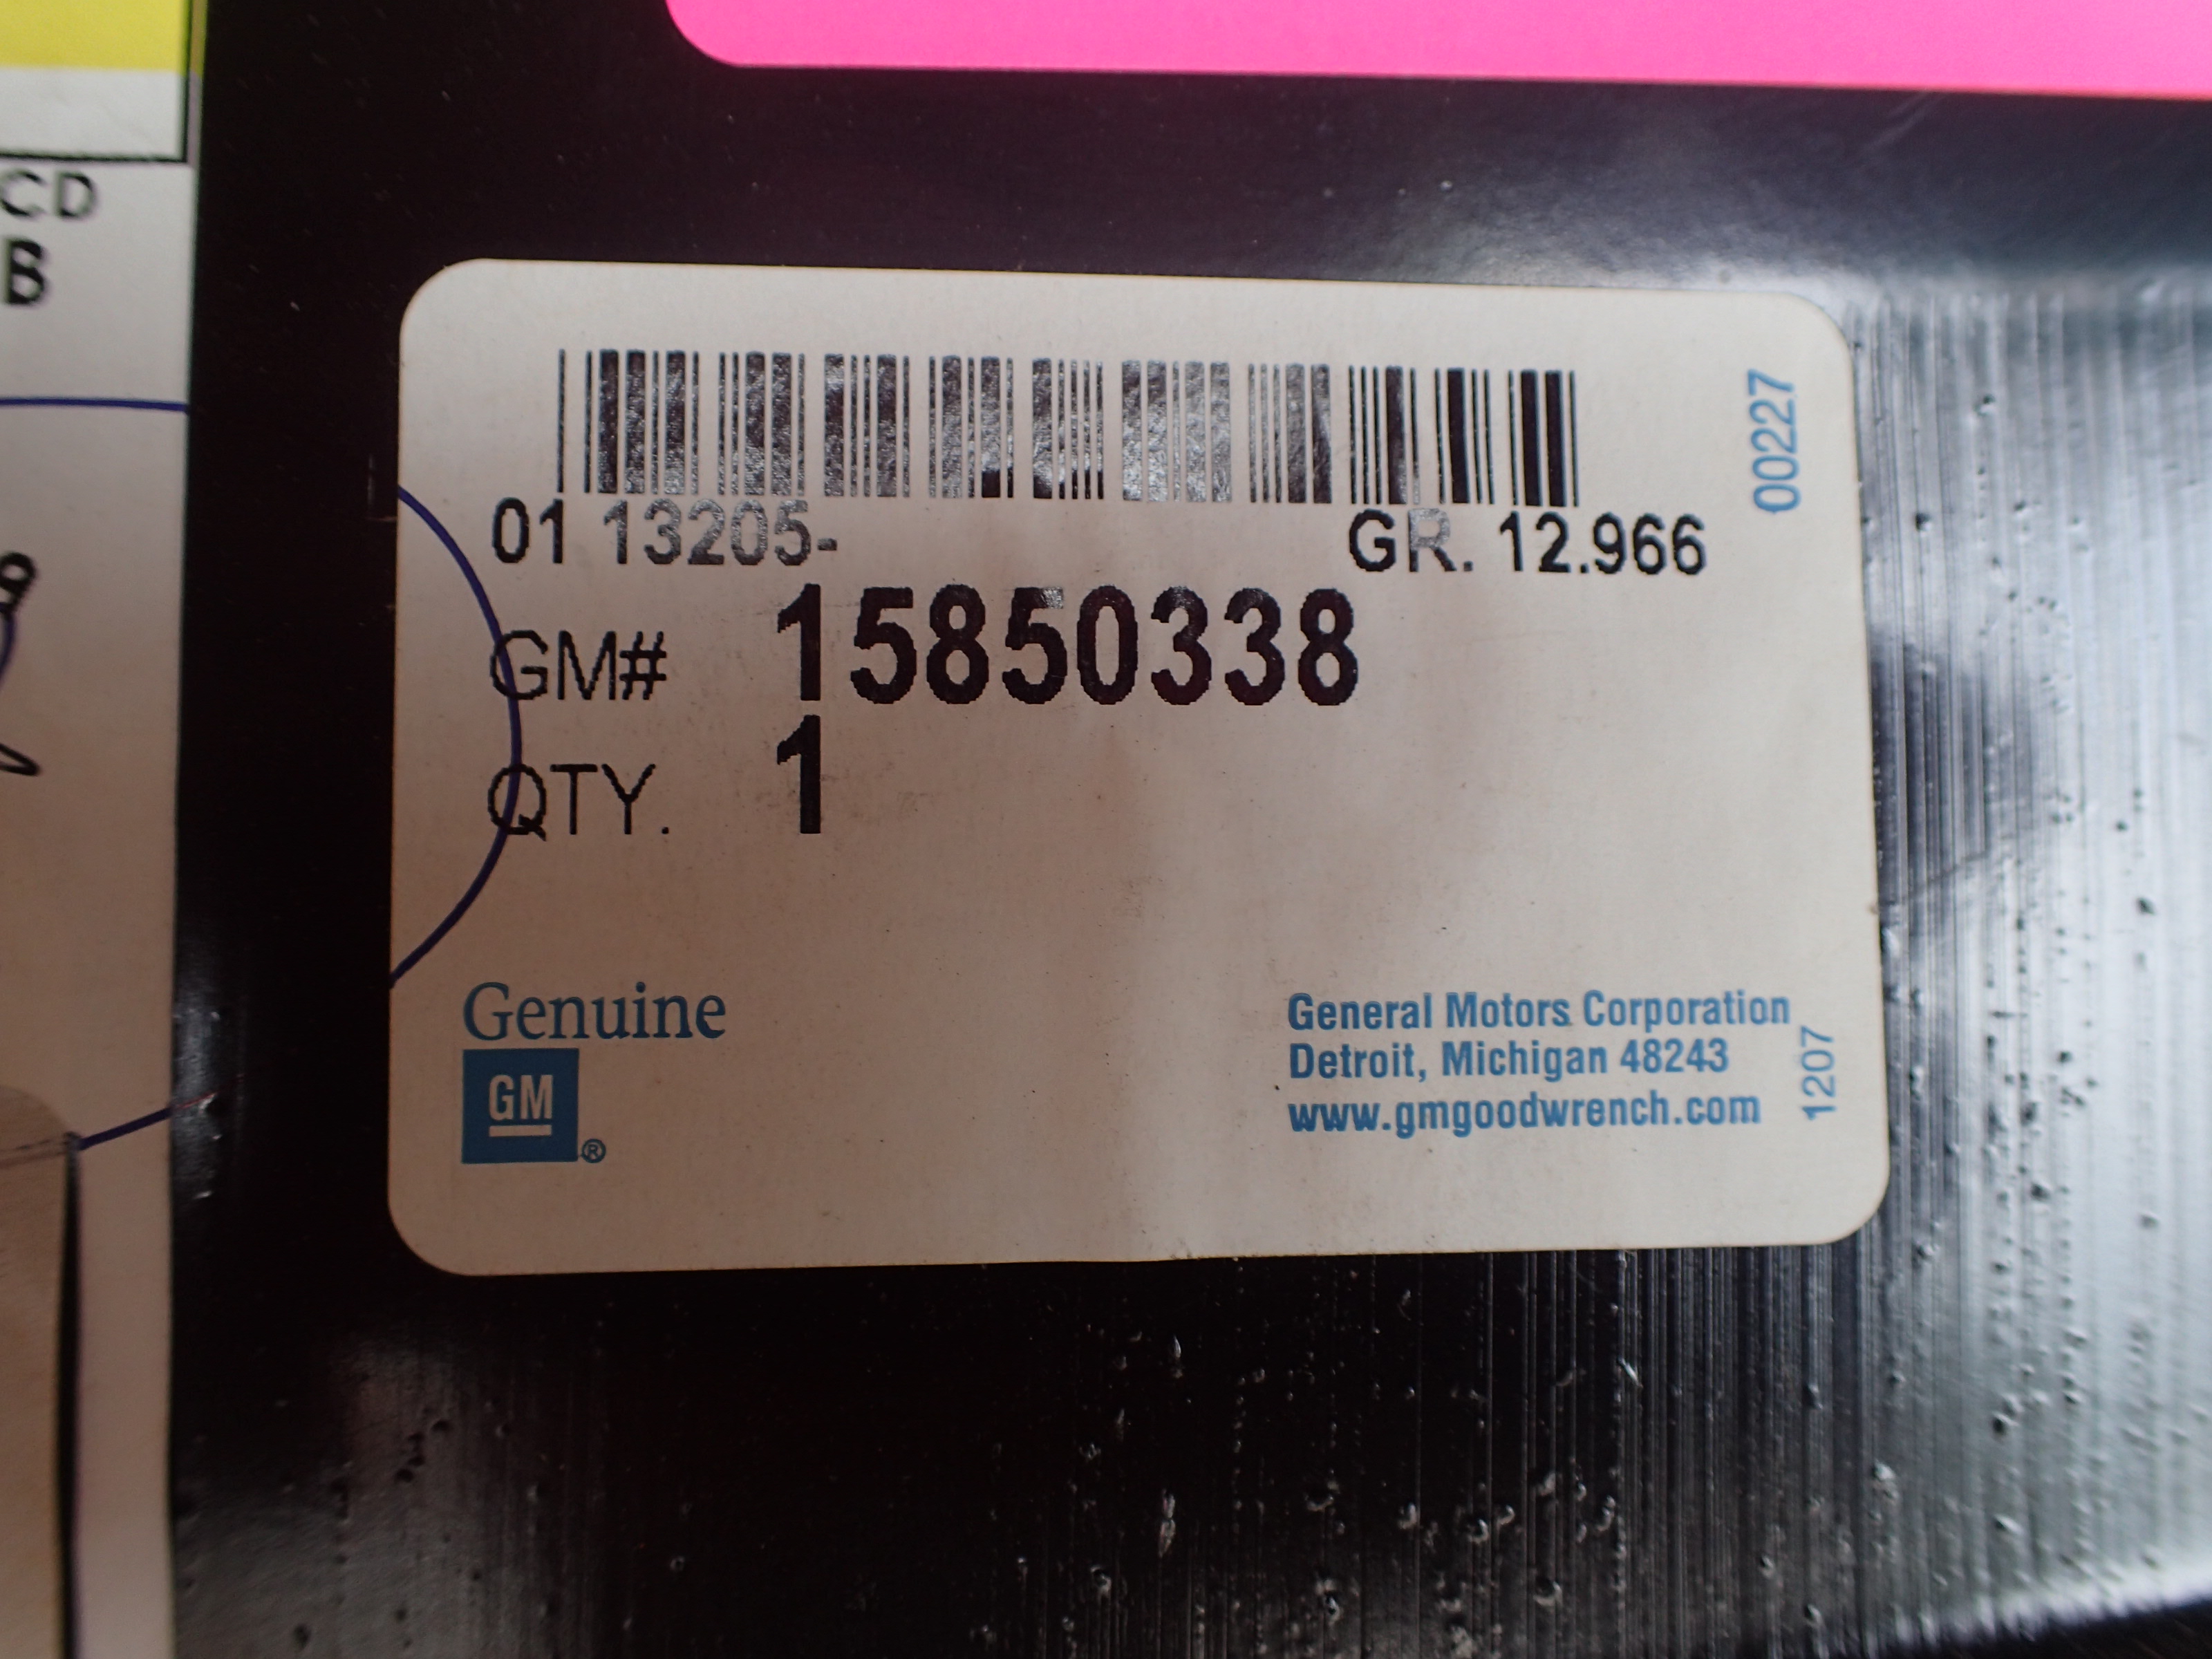 CD
B
00227
01 13205-
GR. 12.966
GM# 15850338
QTY. 1
Genuine
GM
®
General Motors Corporation
Detroit, Michigan 48243
www.gmgoodwrench.com
1207